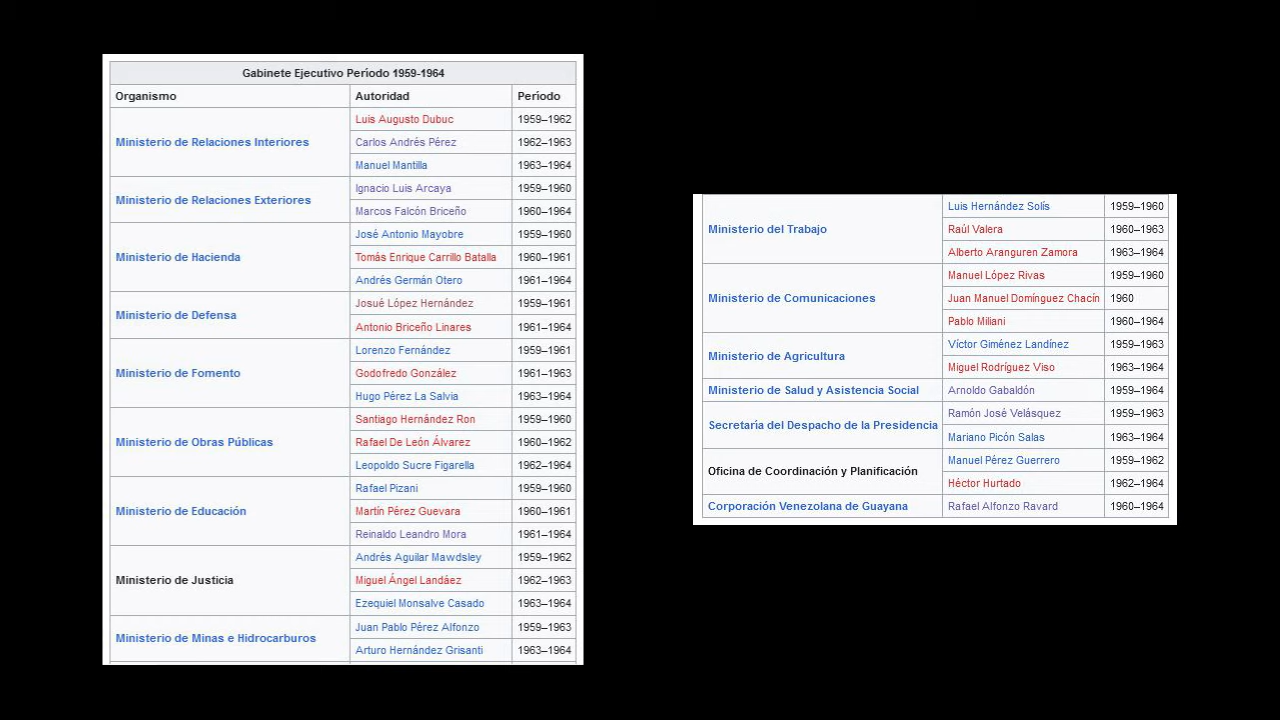 Gabinete Ejecutivo Período 1959-1964
Organismo Autoridad Período
Ministerio de Relaciones Interiores
Luis Augusto Dubuc 1959–1962
Carlos Andrés Pérez 1962–1963
Manuel Mantilla 1963–1964
Ministerio de Relaciones Exteriores
Ignacio Luis Arcaya 1959–1960
Marcos Falcón Briceño 1960–1964
Ministerio de Hacienda
José Antonio Mayobre 1959–1960
Tomás Enrique Carrillo Batalla 1960–1961
Andrés Germán Otero 1961–1964
Ministerio de Defensa
Josué López Hernández 1959–1961
Antonio Briceño Linares 1961–1964
Ministerio de Fomento
Lorenzo Fernández 1959–1961
Godofredo González 1961–1963
Hugo Pérez La Salvia 1963–1964
Ministerio de Obras Públicas
Santiago Hernández Ron 1959–1960
Rafael De León Álvarez 1960–1962
Leopoldo Sucre Figarella 1962–1964
Ministerio de Educación
Rafael Pizani 1959–1960
Martín Pérez Guevara 1960–1961
Reinaldo Leandro Mora 1961–1964
Ministerio de Justicia
Andrés Aguilar Mawdsley 1959–1962
Miguel Ángel Landáez 1962–1963
Ezequiel Monsalve Casado 1963–1964
Ministerio de Minas e Hidrocarburos
Juan Pablo Pérez Alfonzo 1959–1963
Arturo Hernández Grisanti 1963–1964
Ministerio del Trabajo
Luis Hernández Solís 1959–1960
Raúl Valera 1960–1963
Alberto Aranguren Zamora 1963–1964
Ministerio de Comunicaciones
Manuel López Rivas 1959–1960
Juan Manuel Domínguez Chacín 1960
Pablo Miliani 1960–1964
Ministerio de Agricultura
Víctor Giménez Landínez 1959–1963
Miguel Rodríguez Viso 1963–1964
Ministerio de Salud y Asistencia Social
Arnoldo Gabaldón 1959–1964
Secretaría del Despacho de la Presidencia
Ramón José Velásquez 1959–1963
Mariano Picón Salas 1963–1964
Oficina de Coordinación y Planificación
Manuel Pérez Guerrero 1959–1962
Héctor Hurtado 1962–1964
Corporación Venezolana de Guayana
Rafael Alfonzo Ravard 1960–1964